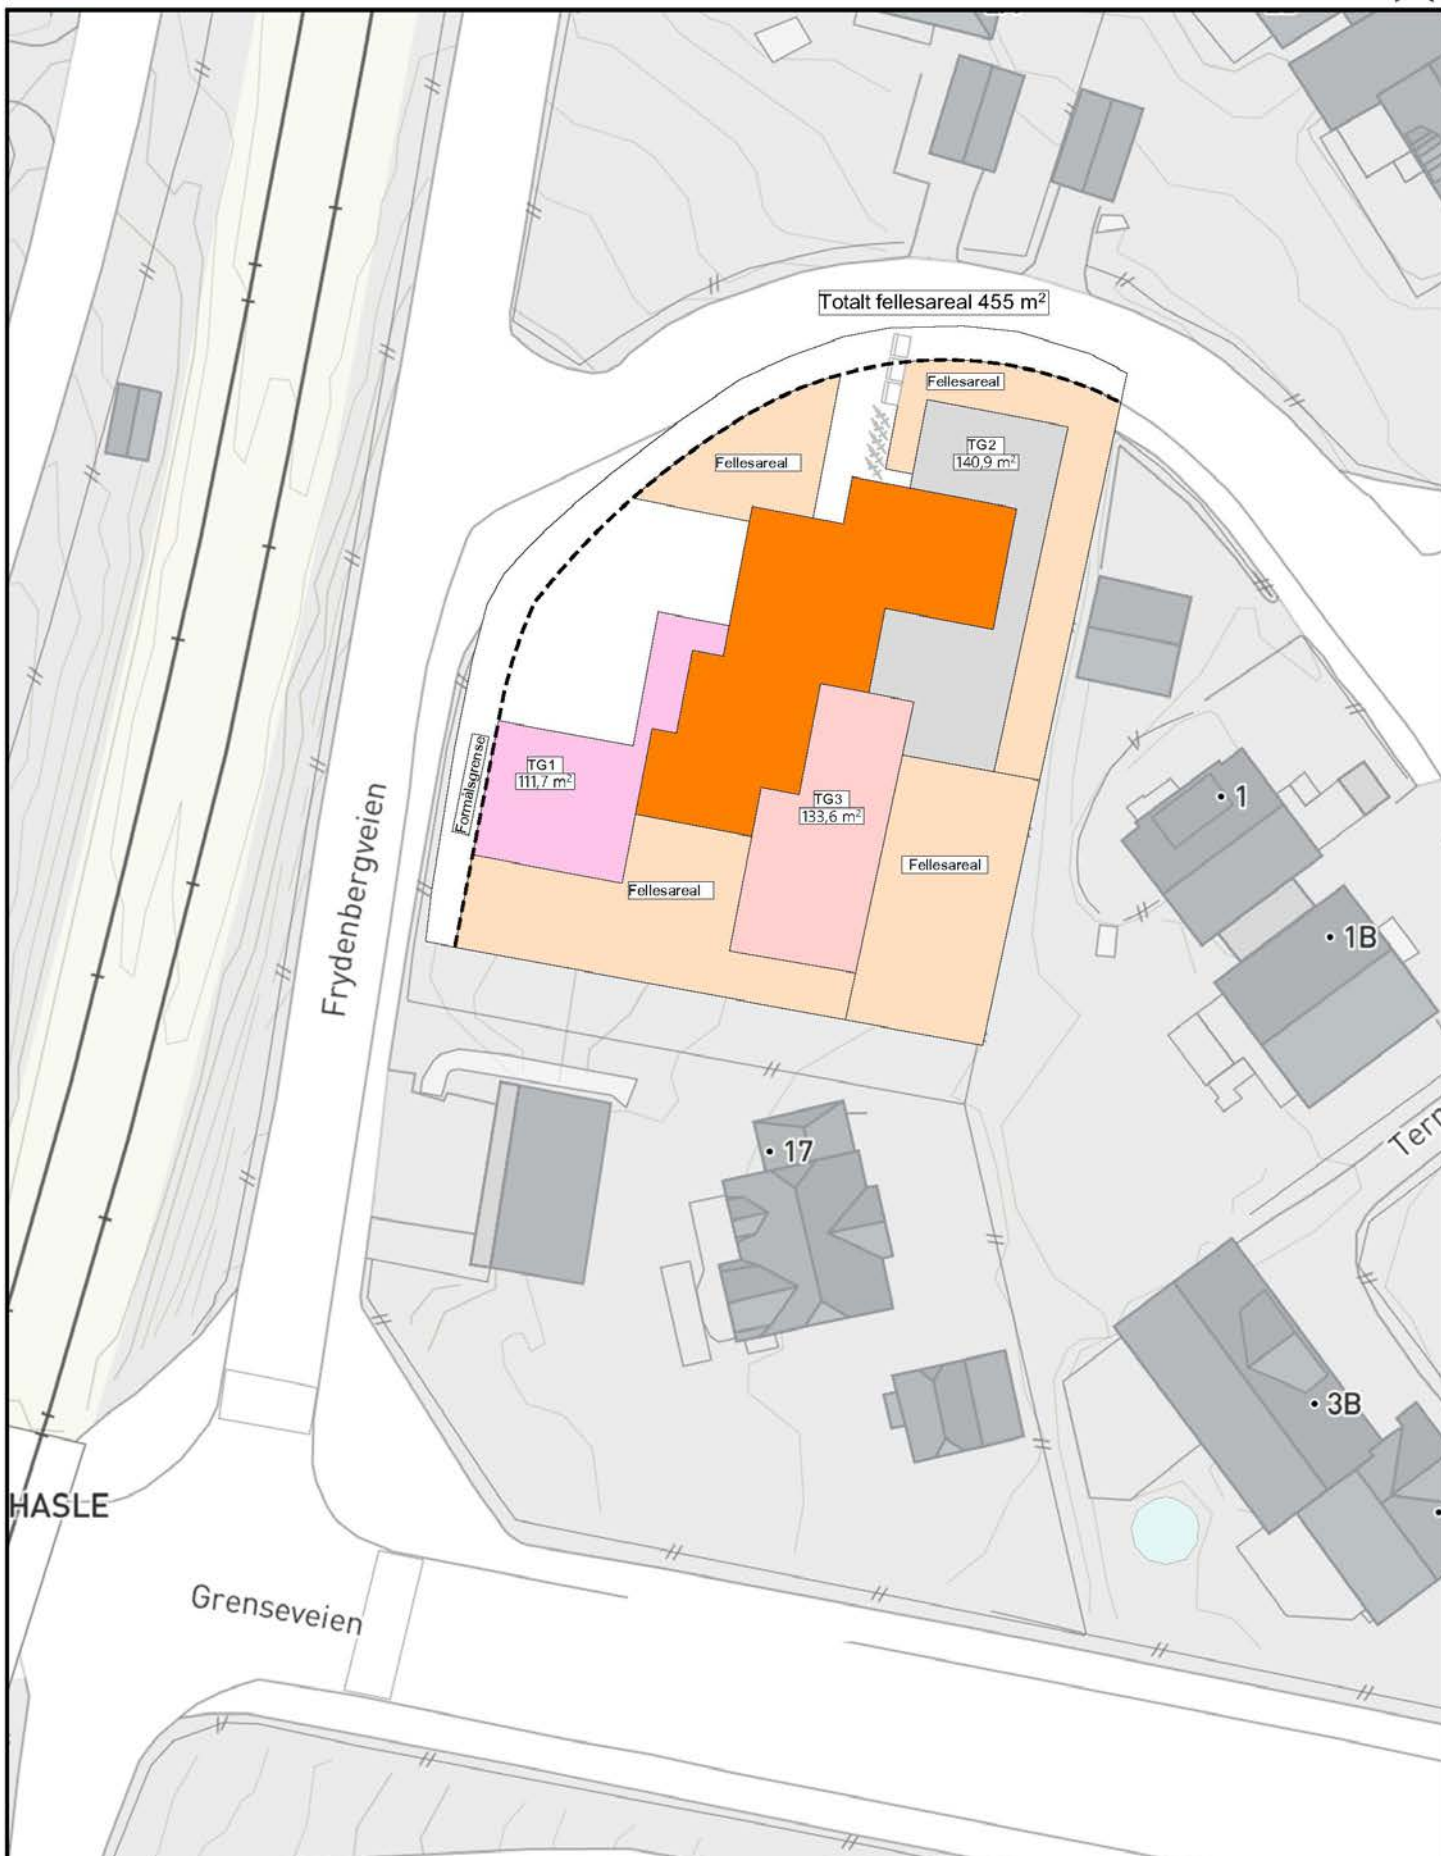 Totalt fellesareal 455 m²
Fellesareal
TG2
140,9 m²
Fellesareal
Formålsgrense
TG1
111,7 m²
TG3
133,6 m²
Fellesareal
Fellesareal
Frydenbergveien
1
1B
17
3B
HASLE
Grenseveien